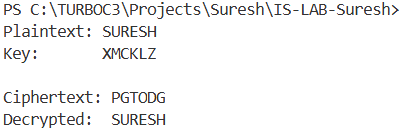 PS C:\TURBOC3\Projects\Suresh\IS-LAB-Suresh>
Plaintext: SURESH
Key: XMCKLZ
Ciphertext: PGTODG
Decrypted: SURESH